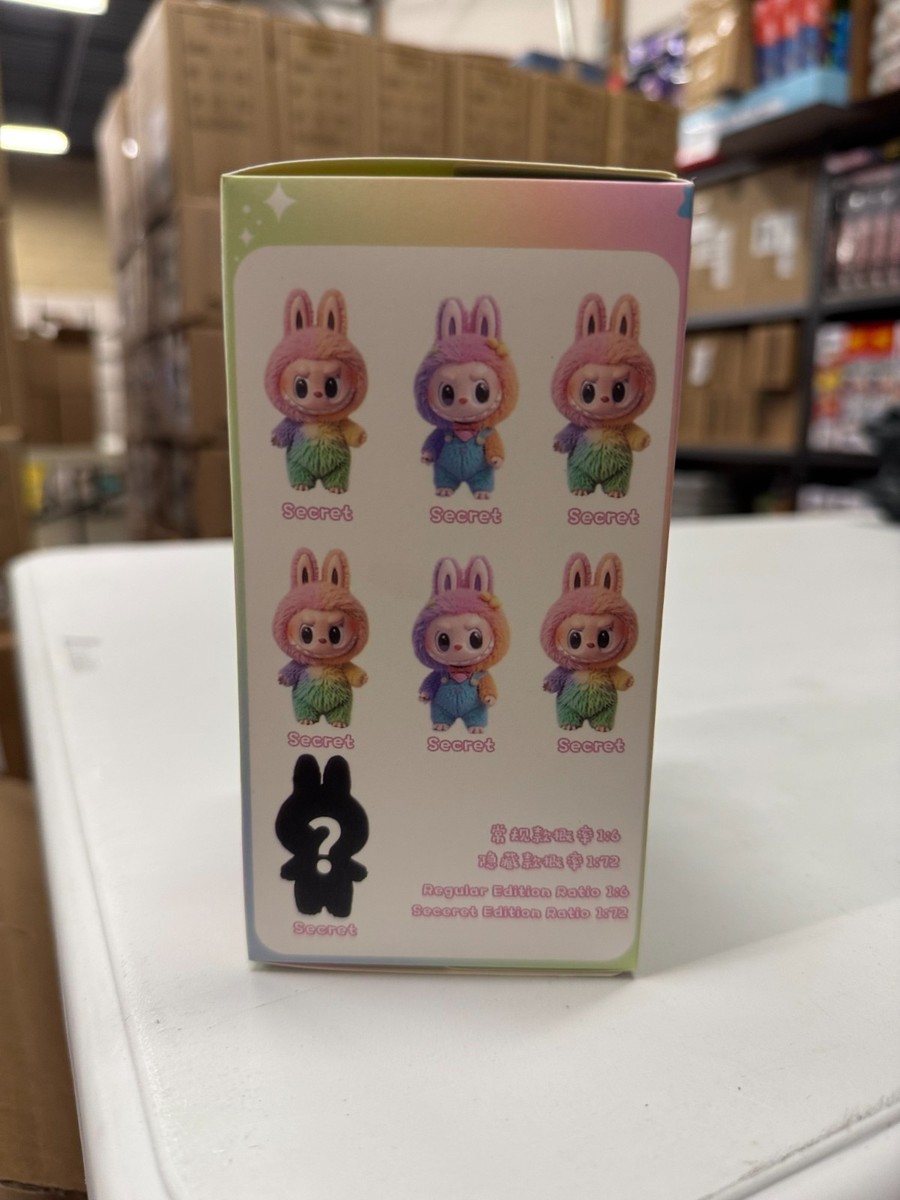 Secret
Secret
Secret
Secret
Secret
Secret
?
Secret
常规款概率1:6
隐藏款概率1:72
Regular Edition Ratio 1:6
Seceret Edition Ratio 1:72